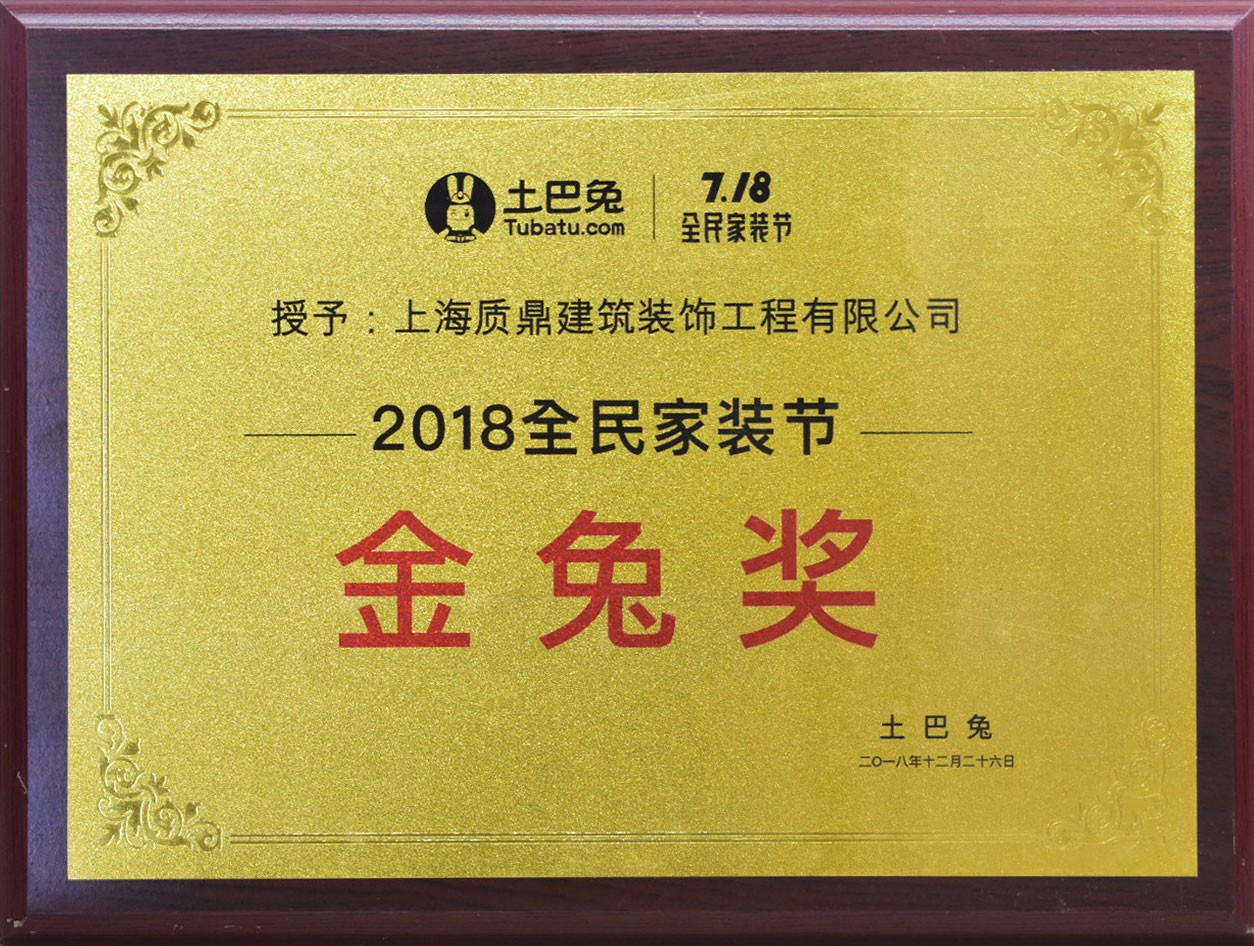 土巴兔 7.18
Tubatu.com 全民家装节
授予：上海质鼎建筑装饰工程有限公司
2018全民家装节
金兔奖
土巴兔
二〇一八年十二月二十六日